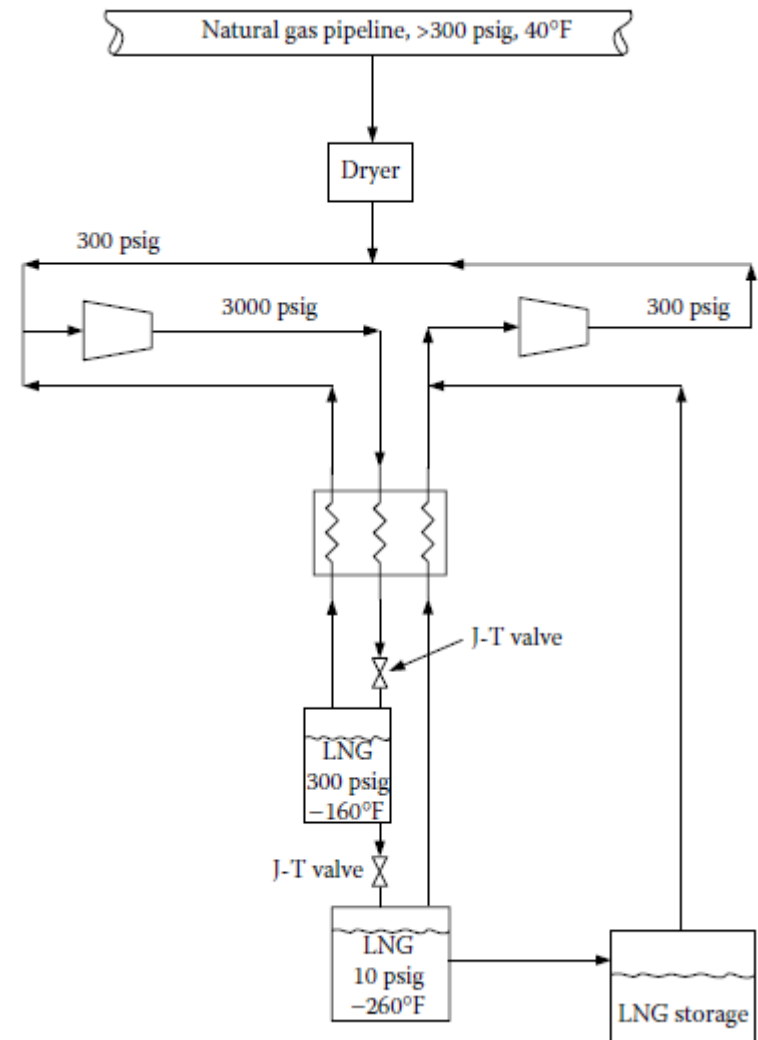 Natural gas pipeline, >300 psig, 40°F
Dryer
300 psig
3000 psig
300 psig
J-T valve
LNG
300 psig
−160°F
J-T valve
LNG
10 psig
−260°F
LNG storage